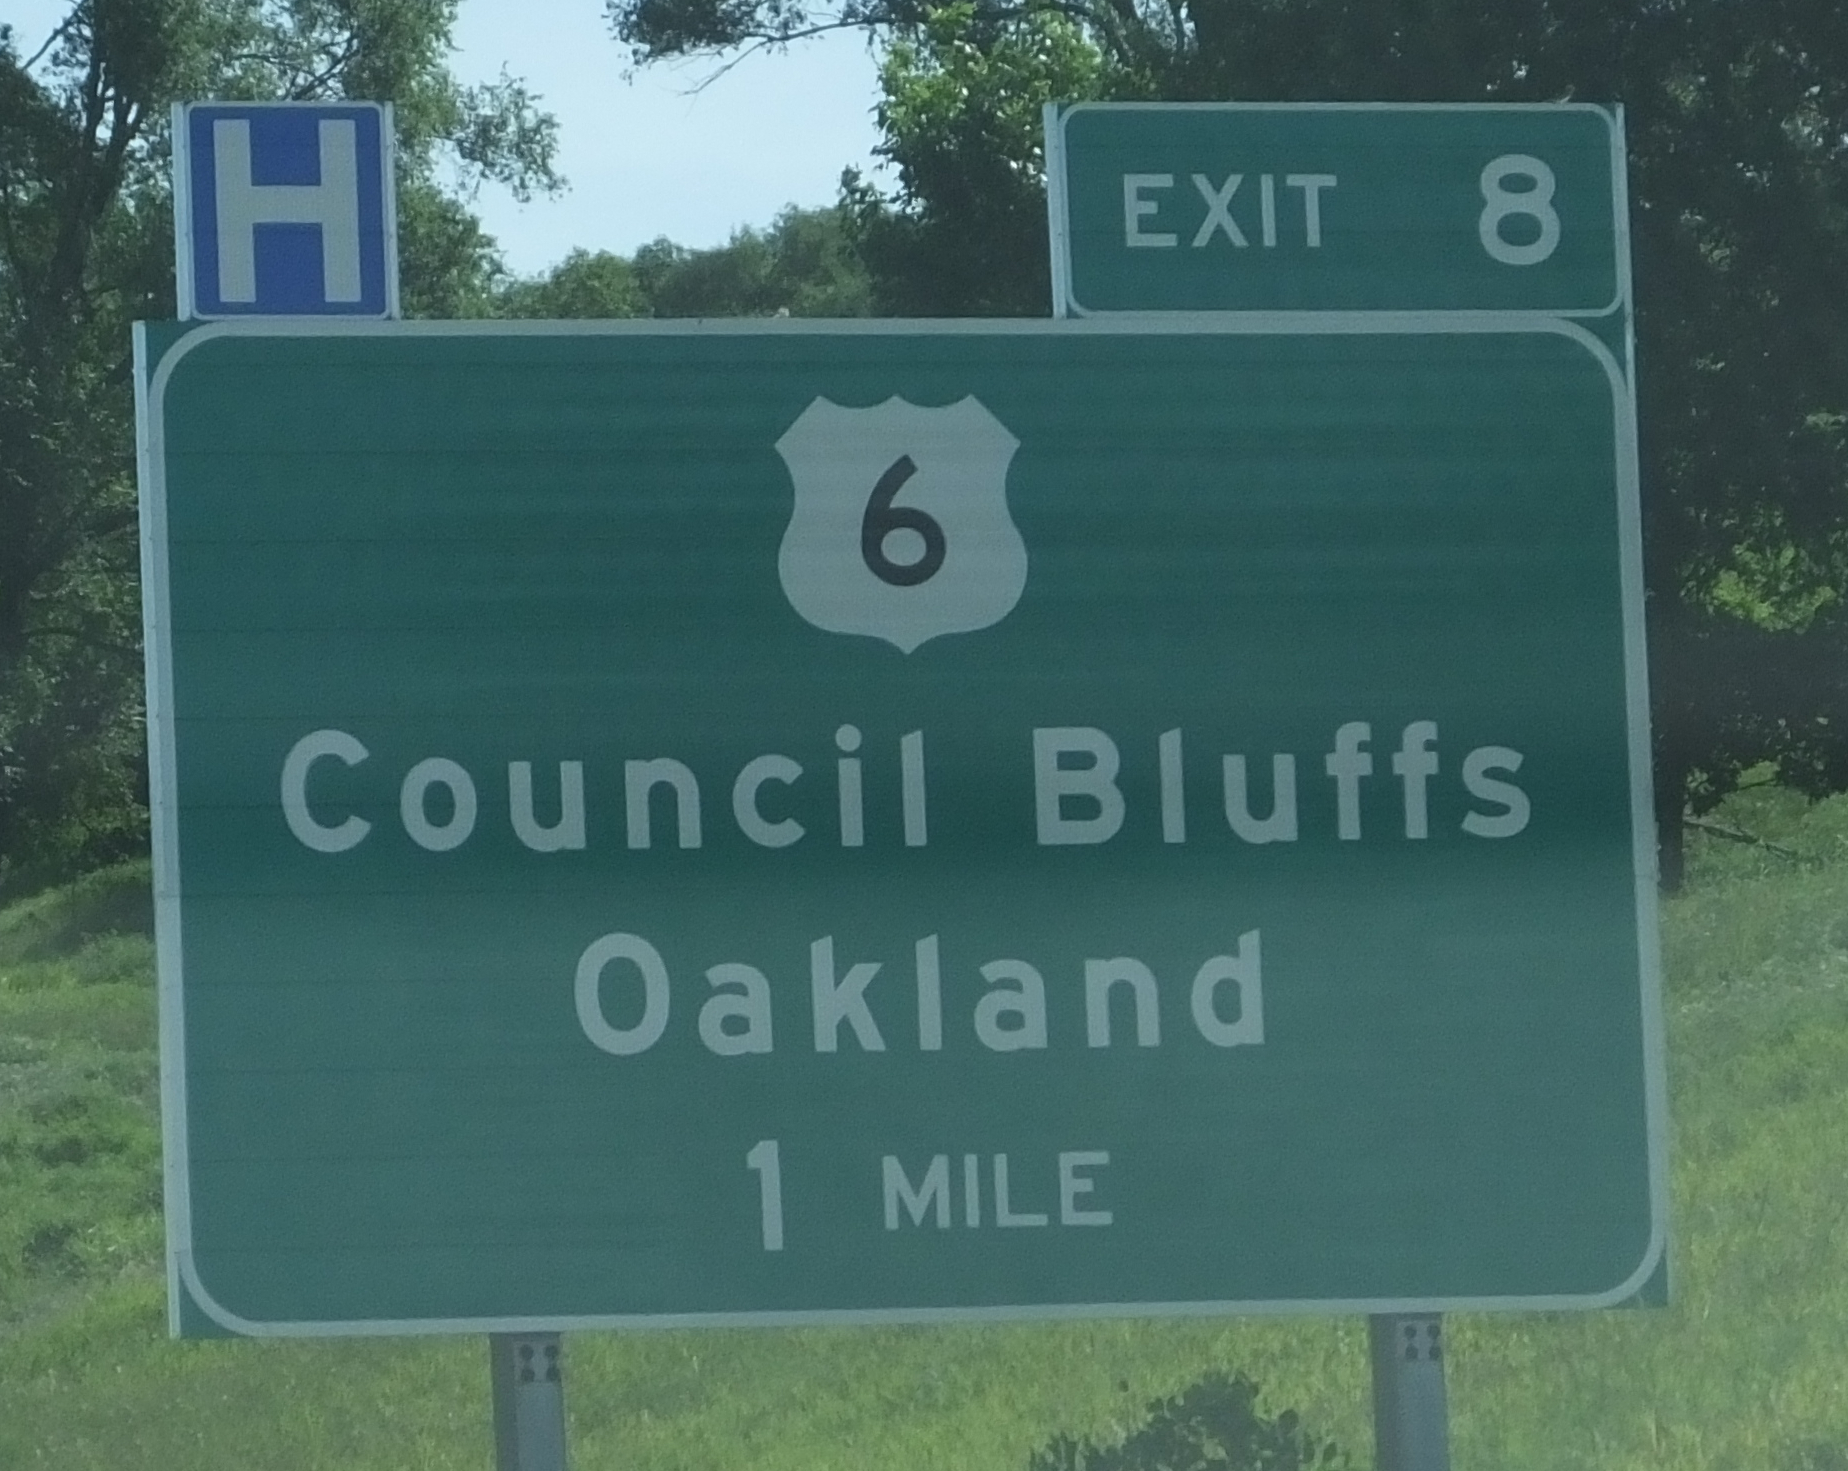 H
EXIT 8
6
Council Bluffs
Oakland
1 MILE